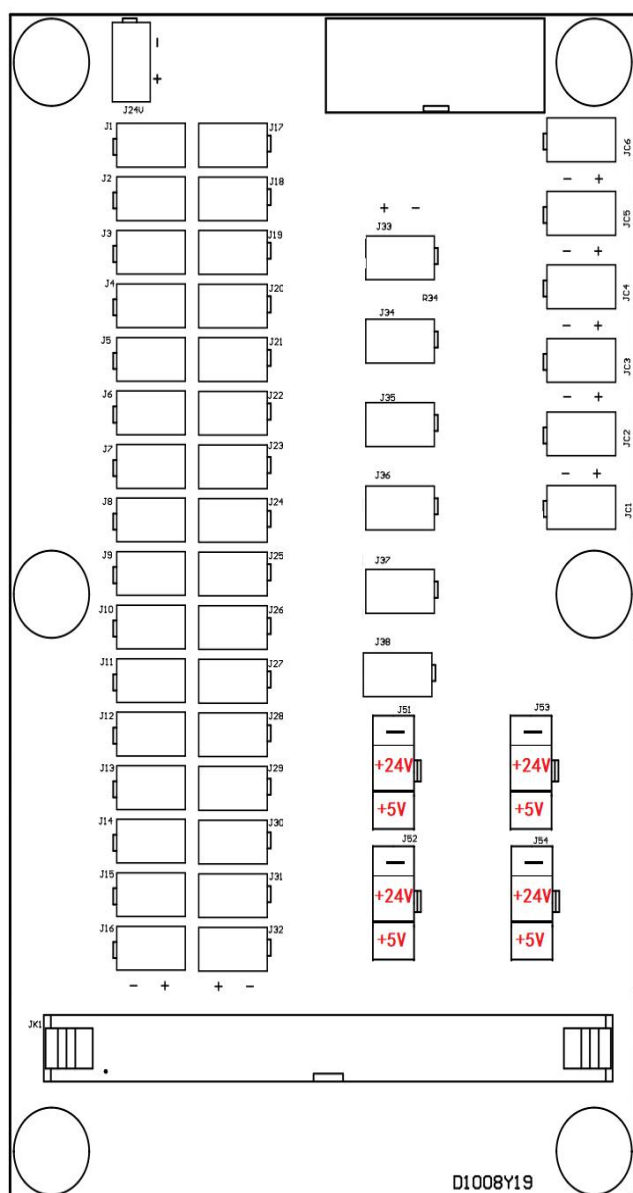 −
+
J24V
J1 J17
J2 J18
J3 J19
J4 J20
J5 J21
J6 J22
J7 J23
J8 J24
J9 J25
J10 J26
J11 J27
J12 J28
J13 J29
J14 J30
J15 J31
J16 J32
− + + −
+ −
J33
R34
J34
J35
J36
J37
J38
JC6
− +
JC5
− +
JC4
− +
JC3
− +
JC2
− +
JC1
J51 J53
− −
+24V +24V
+5V +5V
J52 J54
− −
+24V +24V
+5V +5V
JK1
D1008Y19